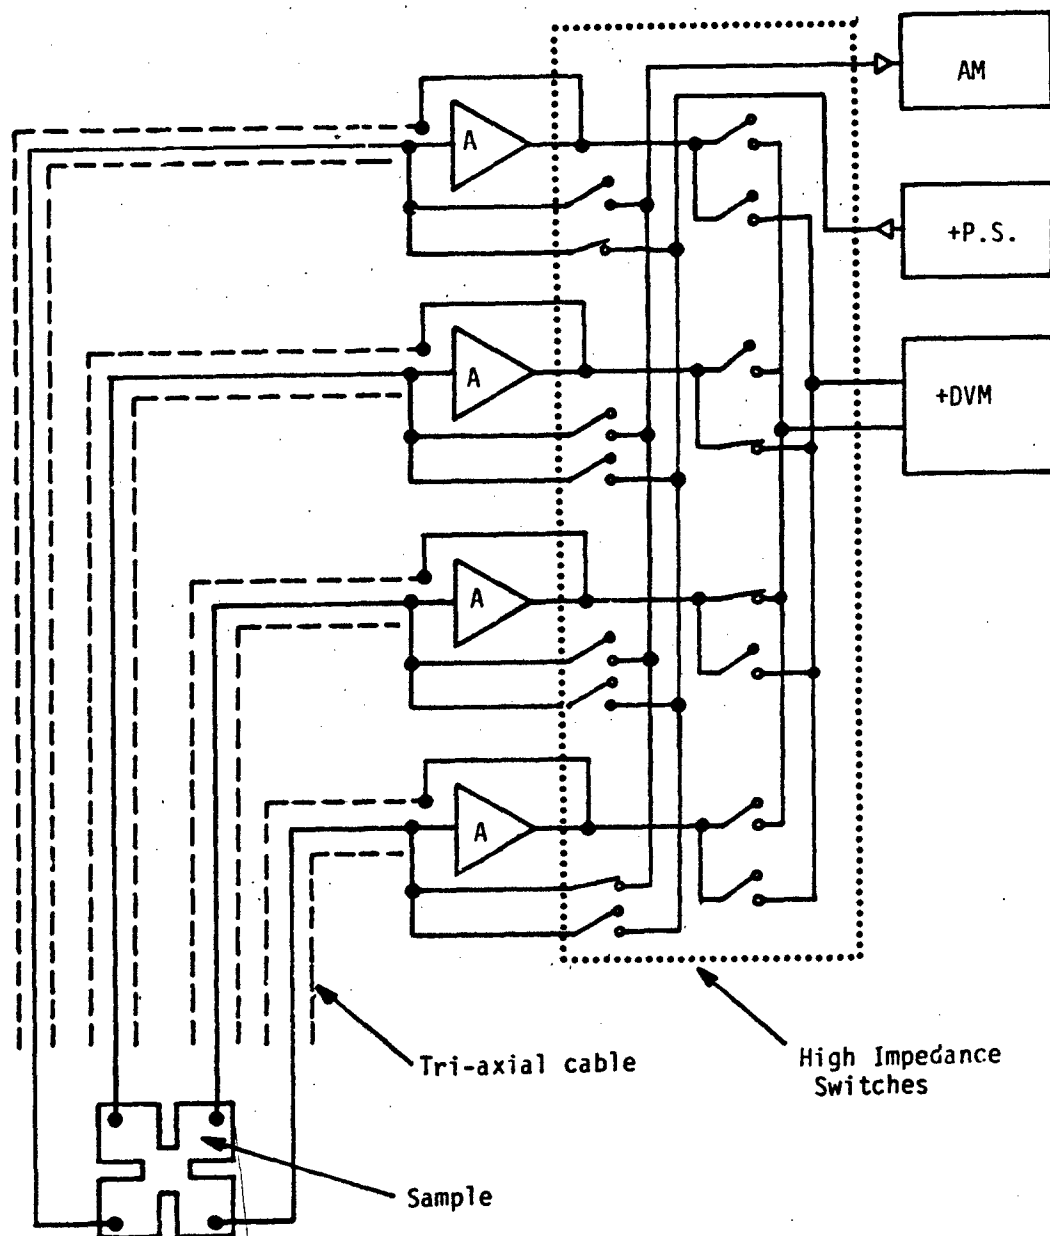 AM
A
+P.S.
A
+DVM
A
A
Tri-axial cable
High Impedance
Switches
Sample